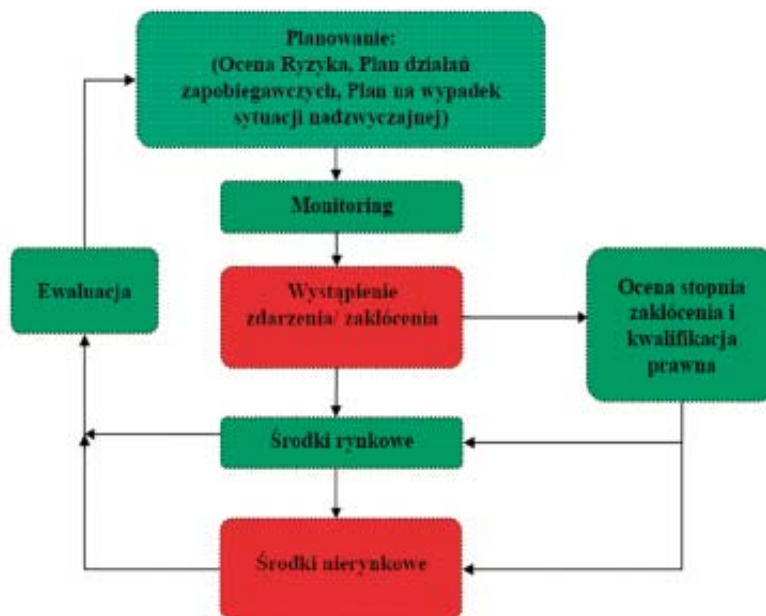 Planowanie:
(Ocena Ryzyka, Plan działań
zapobiegawczych, Plan na wypadek
sytuacji nadzwyczajnej)
Monitoring
Ewaluacja
Wystąpienie
zdarzenia/ zakłócenia
Ocena stopnia
zakłócenia i
kwalifikacja
prawna
Środki rynkowe
Środki nierynkowe